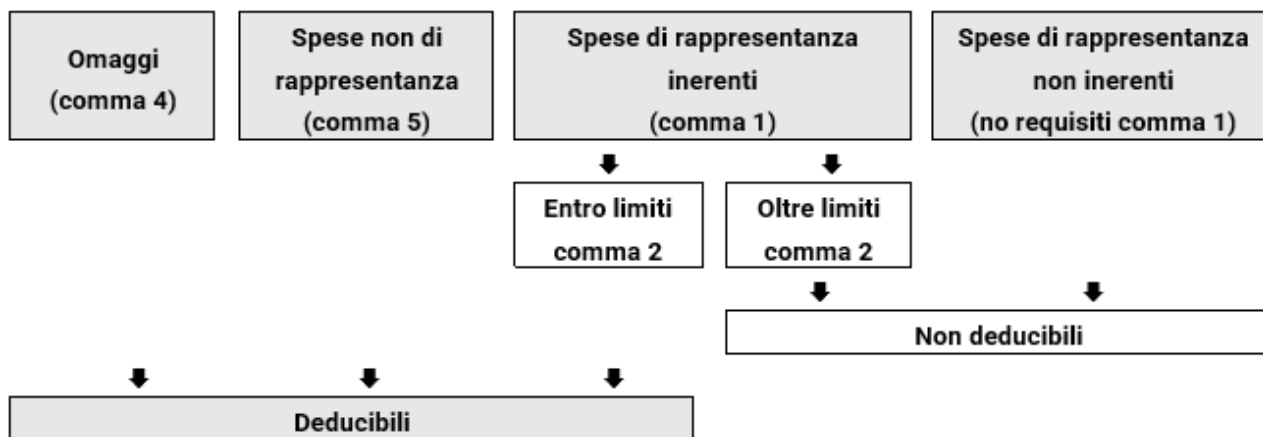 Omaggi
(comma 4)
Spese non di
rappresentanza
(comma 5)
Spese di rappresentanza
inerenti
(comma 1)
Spese di rappresentanza
non inerenti
(no requisiti comma 1)
Entro limiti
comma 2
Oltre limiti
comma 2
Non deducibili
Deducibili